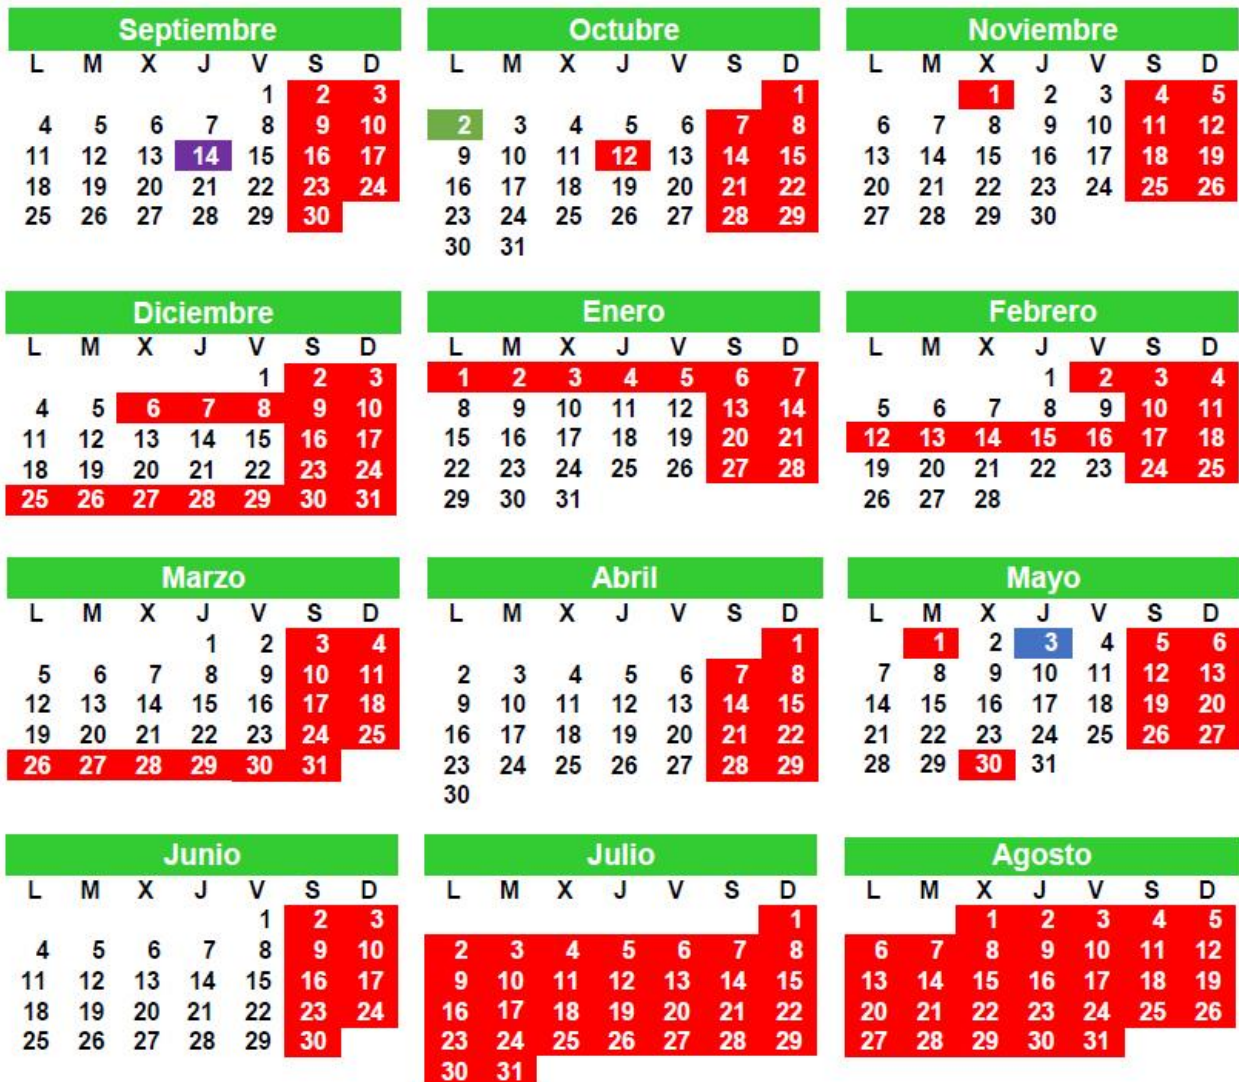 Septiembre
L M X J V S D
1 2 3
4 5 6 7 8 9 10
11 12 13 14 15 16 17
18 19 20 21 22 23 24
25 26 27 28 29 30
Octubre
L M X J V S D
1
2 3 4 5 6 7 8
9 10 11 12 13 14 15
16 17 18 19 20 21 22
23 24 25 26 27 28 29
30 31
Noviembre
L M X J V S D
1 2 3 4 5
6 7 8 9 10 11 12
13 14 15 16 17 18 19
20 21 22 23 24 25 26
27 28 29 30
Diciembre
L M X J V S D
1 2 3
4 5 6 7 8 9 10
11 12 13 14 15 16 17
18 19 20 21 22 23 24
25 26 27 28 29 30 31
Enero
L M X J V S D
1 2 3 4 5 6 7
8 9 10 11 12 13 14
15 16 17 18 19 20 21
22 23 24 25 26 27 28
29 30 31
Febrero
L M X J V S D
1 2 3 4
5 6 7 8 9 10 11
12 13 14 15 16 17 18
19 20 21 22 23 24 25
26 27 28
Marzo
L M X J V S D
1 2 3 4
5 6 7 8 9 10 11
12 13 14 15 16 17 18
19 20 21 22 23 24 25
26 27 28 29 30 31
Abril
L M X J V S D
1
2 3 4 5 6 7 8
9 10 11 12 13 14 15
16 17 18 19 20 21 22
23 24 25 26 27 28 29
30
Mayo
L M X J V S D
1 2 3 4 5 6
7 8 9 10 11 12 13
14 15 16 17 18 19 20
21 22 23 24 25 26 27
28 29 30 31
Junio
L M X J V S D
1 2 3
4 5 6 7 8 9 10
11 12 13 14 15 16 17
18 19 20 21 22 23 24
25 26 27 28 29 30
Julio
L M X J V S D
1
2 3 4 5 6 7 8
9 10 11 12 13 14 15
16 17 18 19 20 21 22
23 24 25 26 27 28 29
30 31
Agosto
L M X J V S D
1 2 3 4 5
6 7 8 9 10 11 12
13 14 15 16 17 18 19
20 21 22 23 24 25 26
27 28 29 30 31